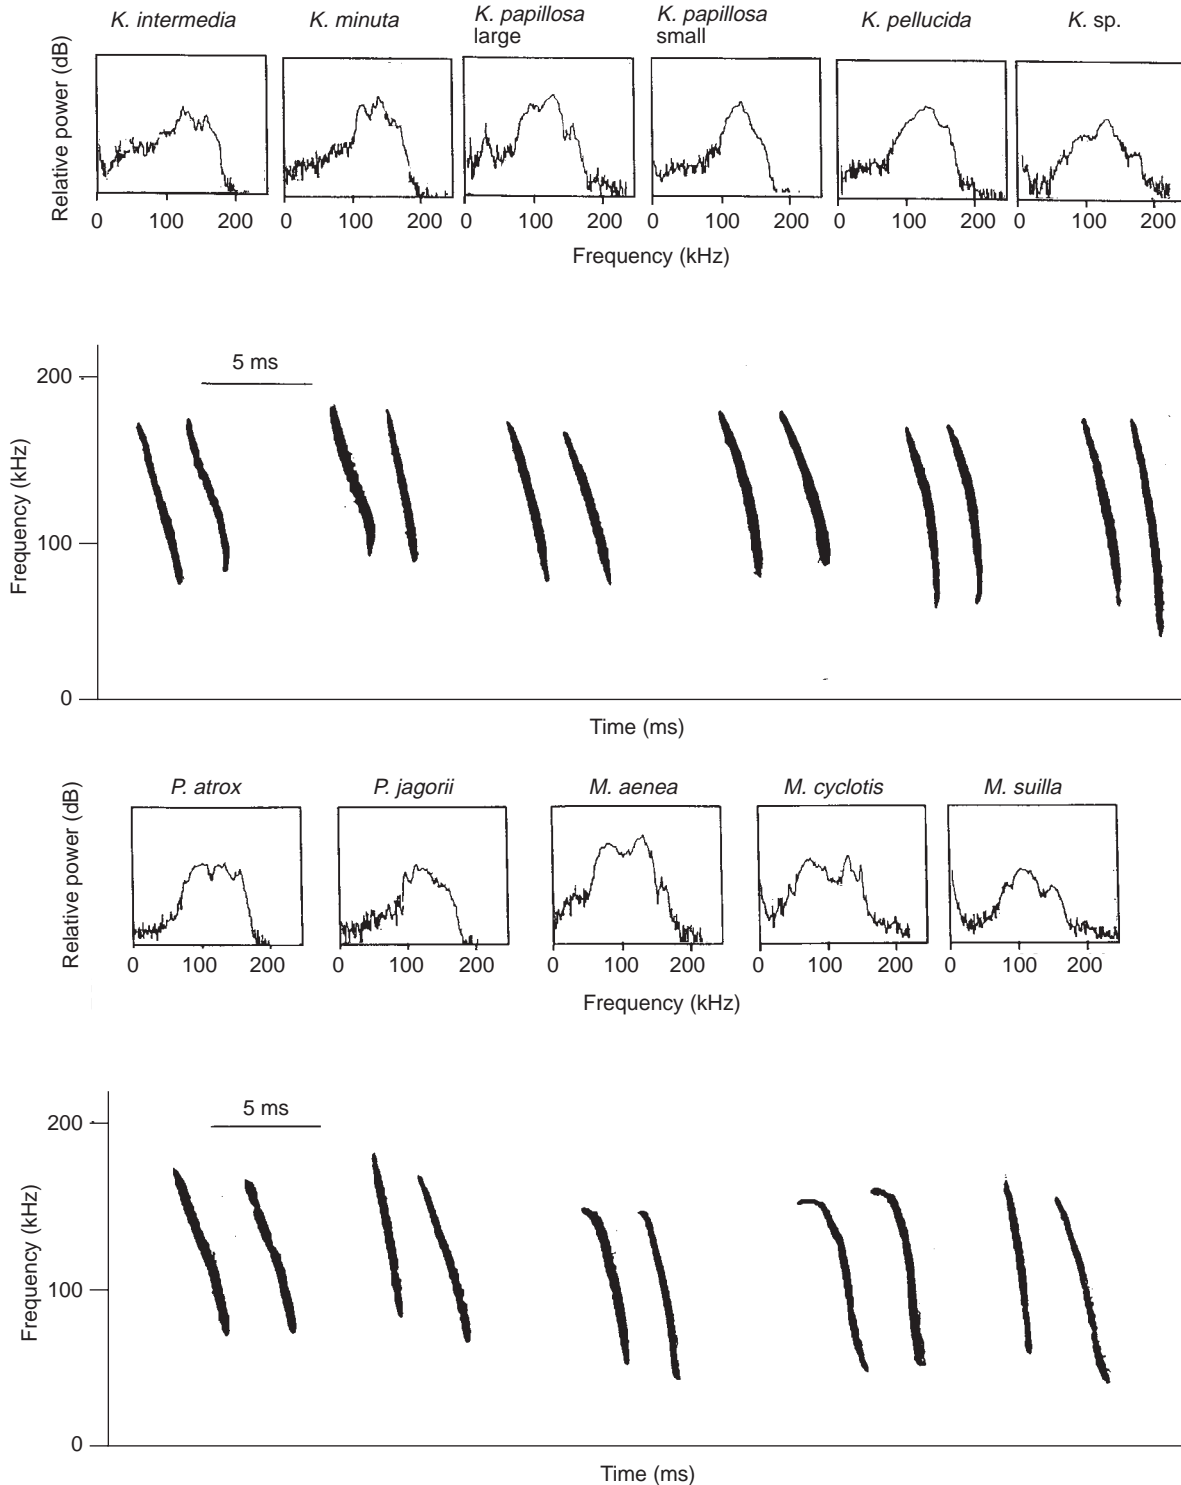 K. intermedia K. minuta K. papillosa large K. papillosa small K. pellucida K. sp.
Relative power (dB)
0 100 200 0 100 200 0 100 200 0 100 200 0 100 200 0 100 200
Frequency (kHz)
5 ms
200
100
0
Frequency (kHz)
Time (ms)
P. atrox P. jagorii M. aenea M. cyclotis M. suilla
Relative power (dB)
0 100 200 0 100 200 0 100 200 0 100 200 0 100 200
Frequency (kHz)
5 ms
200
100
0
Frequency (kHz)
Time (ms)